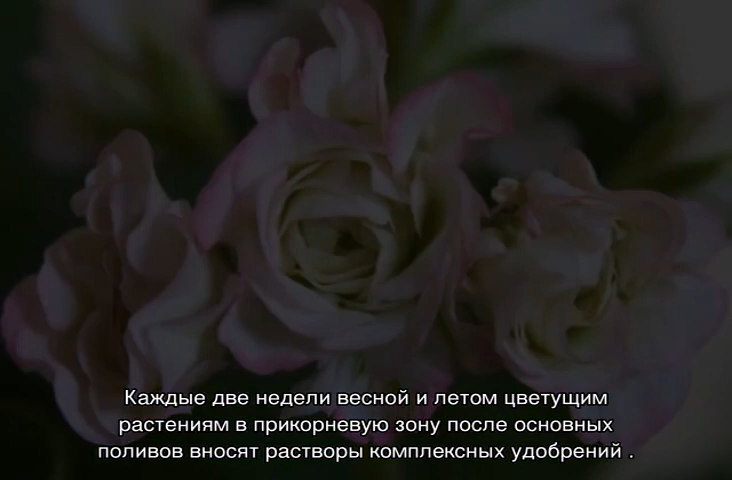 Каждые две недели весной и летом цветущим
растениям в прикорневую зону после основных
поливов вносят растворы комплексных удобрений .